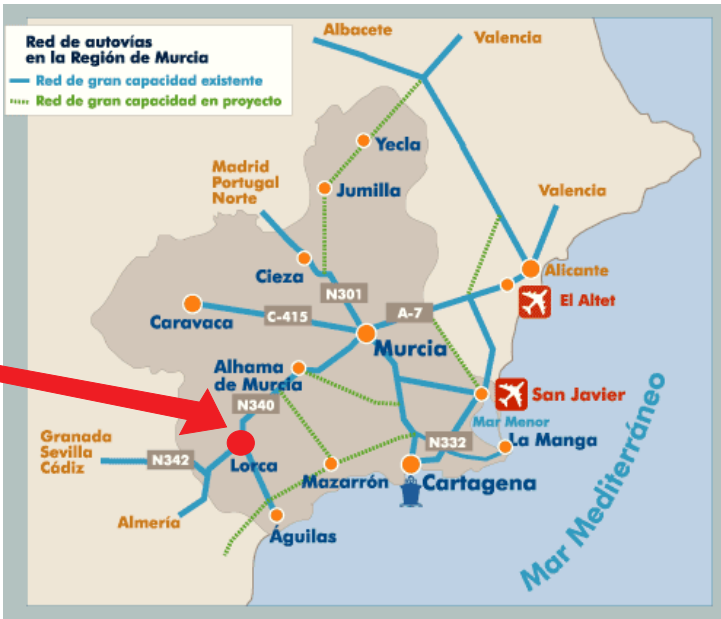 Red de autovías
en la Región de Murcia
Red de gran capacidad existente
Red de gran capacidad en proyecto
Albacete
Valencia
Yecla
Madrid
Portugal
Norte
Jumilla
Valencia
Cieza
Alicante
N301
El Altet
Caravaca
C-415
A-7
Murcia
Alhama
de Murcia
San Javier
N340
Mar Menor
La Manga
Granada
Sevilla
Cádiz
N342
Lorca
N332
Mazarrón
Cartagena
Almería
Águilas
Mar Mediterráneo